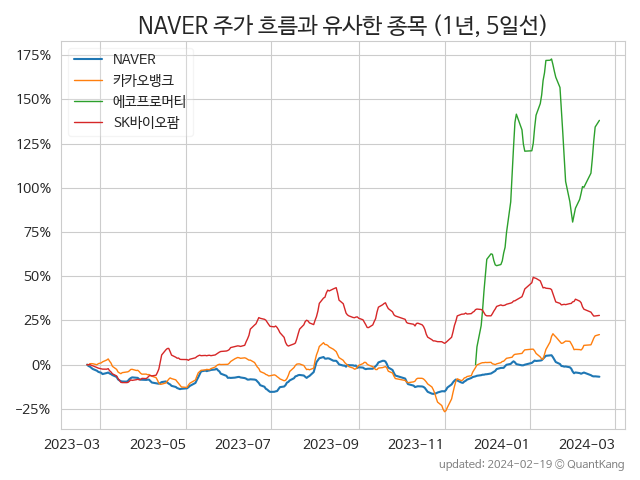 NAVER 주가 흐름과 유사한 종목 (1년, 5일선)
NAVER
카카오뱅크
에코프로머티
SK바이오팜
175%
150%
125%
100%
75%
50%
25%
0%
−25%
2023-03 2023-05 2023-07 2023-09 2023-11 2024-01 2024-03
updated: 2024-02-19 @ QuantKang